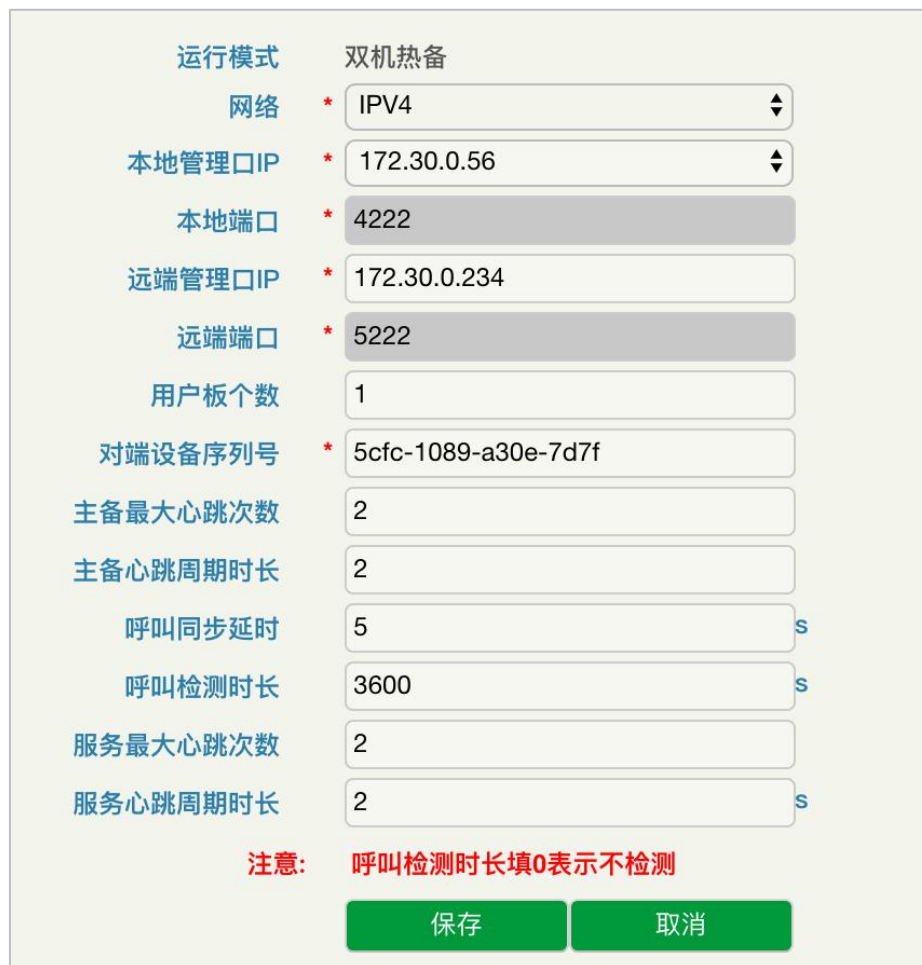 运行模式 双机热备
网络 * IPV4
本地管理口IP * 172.30.0.56
本地端口 * 4222
远端管理口IP * 172.30.0.234
远端端口 * 5222
用户板个数 1
对端设备序列号 * 5cfc-1089-a30e-7d7f
主备最大心跳次数 2
主备心跳周期时长 2
呼叫同步延时 5 s
呼叫检测时长 3600 s
服务最大心跳次数 2
服务心跳周期时长 2 s
注意: 呼叫检测时长填0表示不检测
保存 取消